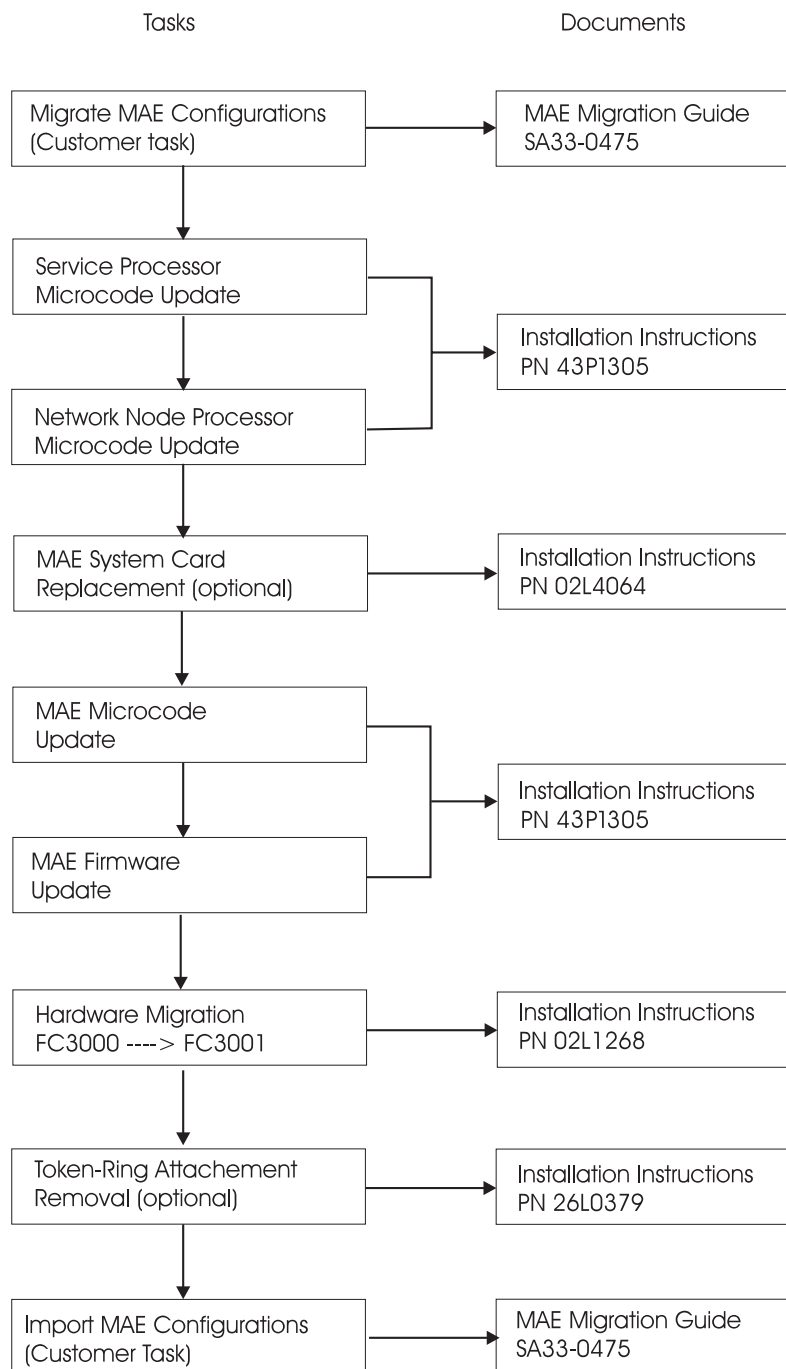 Tasks
Documents
Migrate MAE Configurations
(Customer task)
MAE Migration Guide
SA33-0475
Service Processor
Microcode Update
Installation Instructions
PN 43P1305
Network Node Processor
Microcode Update
MAE System Card
Replacement (optional)
Installation Instructions
PN 02L4064
MAE Microcode
Update
Installation Instructions
PN 43P1305
MAE Firmware
Update
Hardware Migration
FC3000 ----> FC3001
Installation Instructions
PN 02L1268
Token-Ring Attachement
Removal (optional)
Installation Instructions
PN 26L0379
Import MAE Configurations
(Customer Task)
MAE Migration Guide
SA33-0475